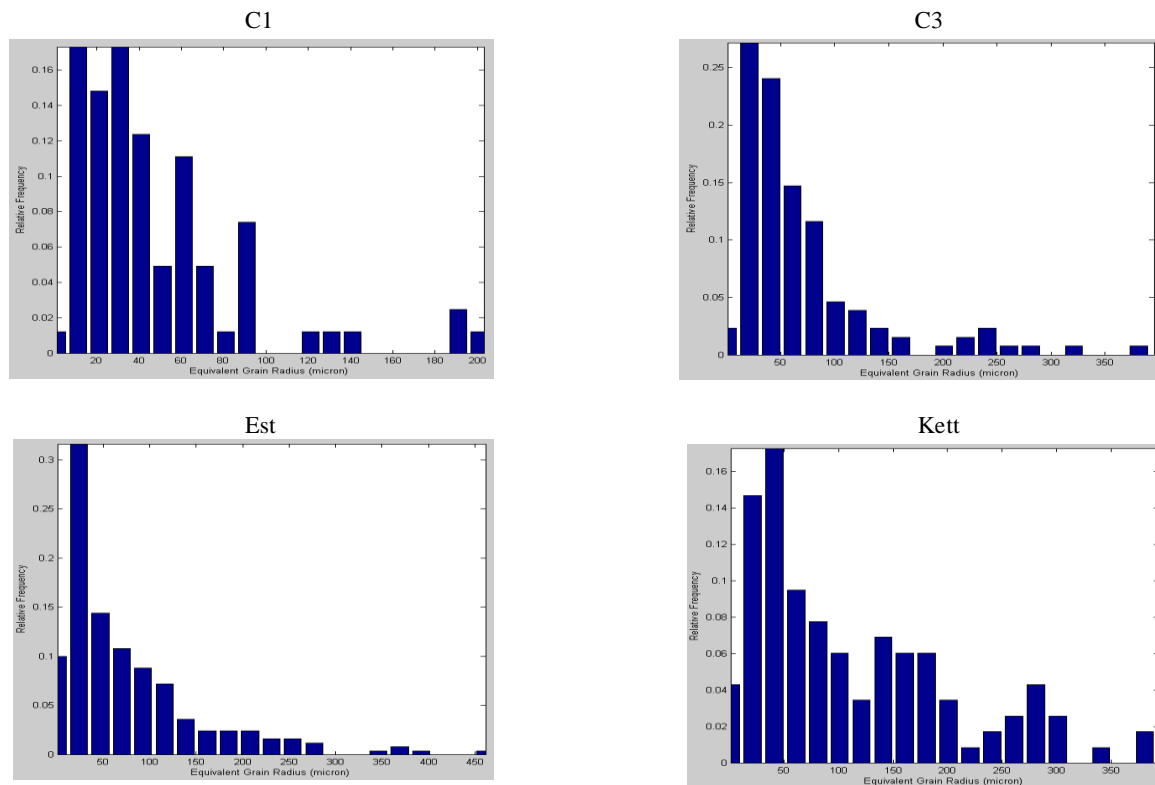 C1
0.16
0.14
0.12
0.1
0.08
0.06
0.04
0.02
0
Relative Frequency
20 40 60 80 100 120 140 160 180 200
Equivalent Grain Radius (micron)
C3
0.25
0.2
0.15
0.1
0.05
0
Relative Frequency
50 100 150 200 250 300 350
Equivalent Grain Radius (micron)
Est
0.3
0.25
0.2
0.15
0.1
0.05
0
Relative Frequency
50 100 150 200 250 300 350 400 450
Equivalent Grain Radius (micron)
Kett
0.16
0.14
0.12
0.1
0.08
0.06
0.04
0.02
0
Relative Frequency
50 100 150 200 250 300 350
Equivalent Grain Radius (micron)